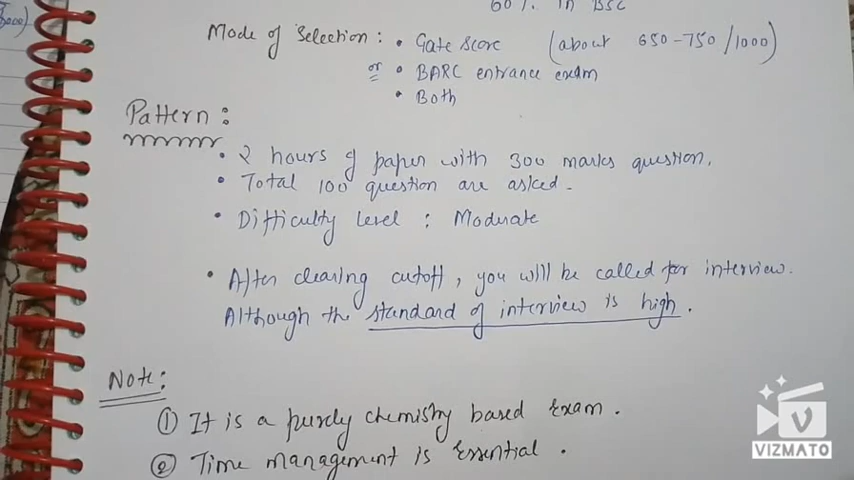 60%. in BSC
Mode of Selection : • Gate Score (about 650-750/1000)
or • BARC entrance exam
• Both
Pattern :
• 2 hours of paper with 300 marks question.
• Total 100 question are asked.
• Difficulty level : Moderate
• After clearing cutoff, you will be called for interview.
Although the standard of interview is high.
Note:
① It is a purely chemistry based Exam.
② Time management is Essential.
VIZMATO